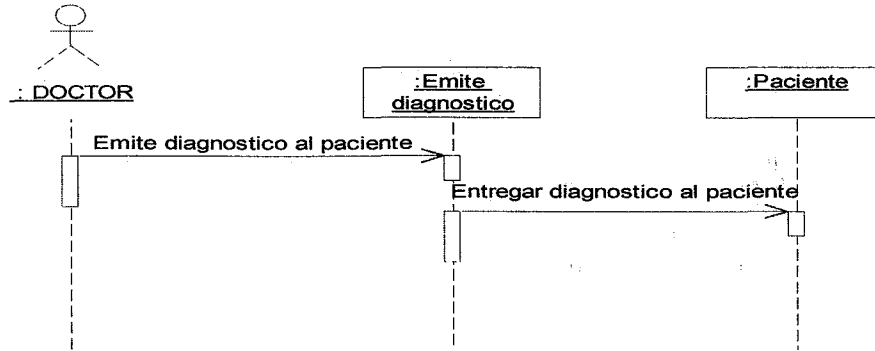 : DOCTOR
:Emite
diagnostico
:Paciente
Emite diagnostico al paciente
Entregar diagnostico al paciente